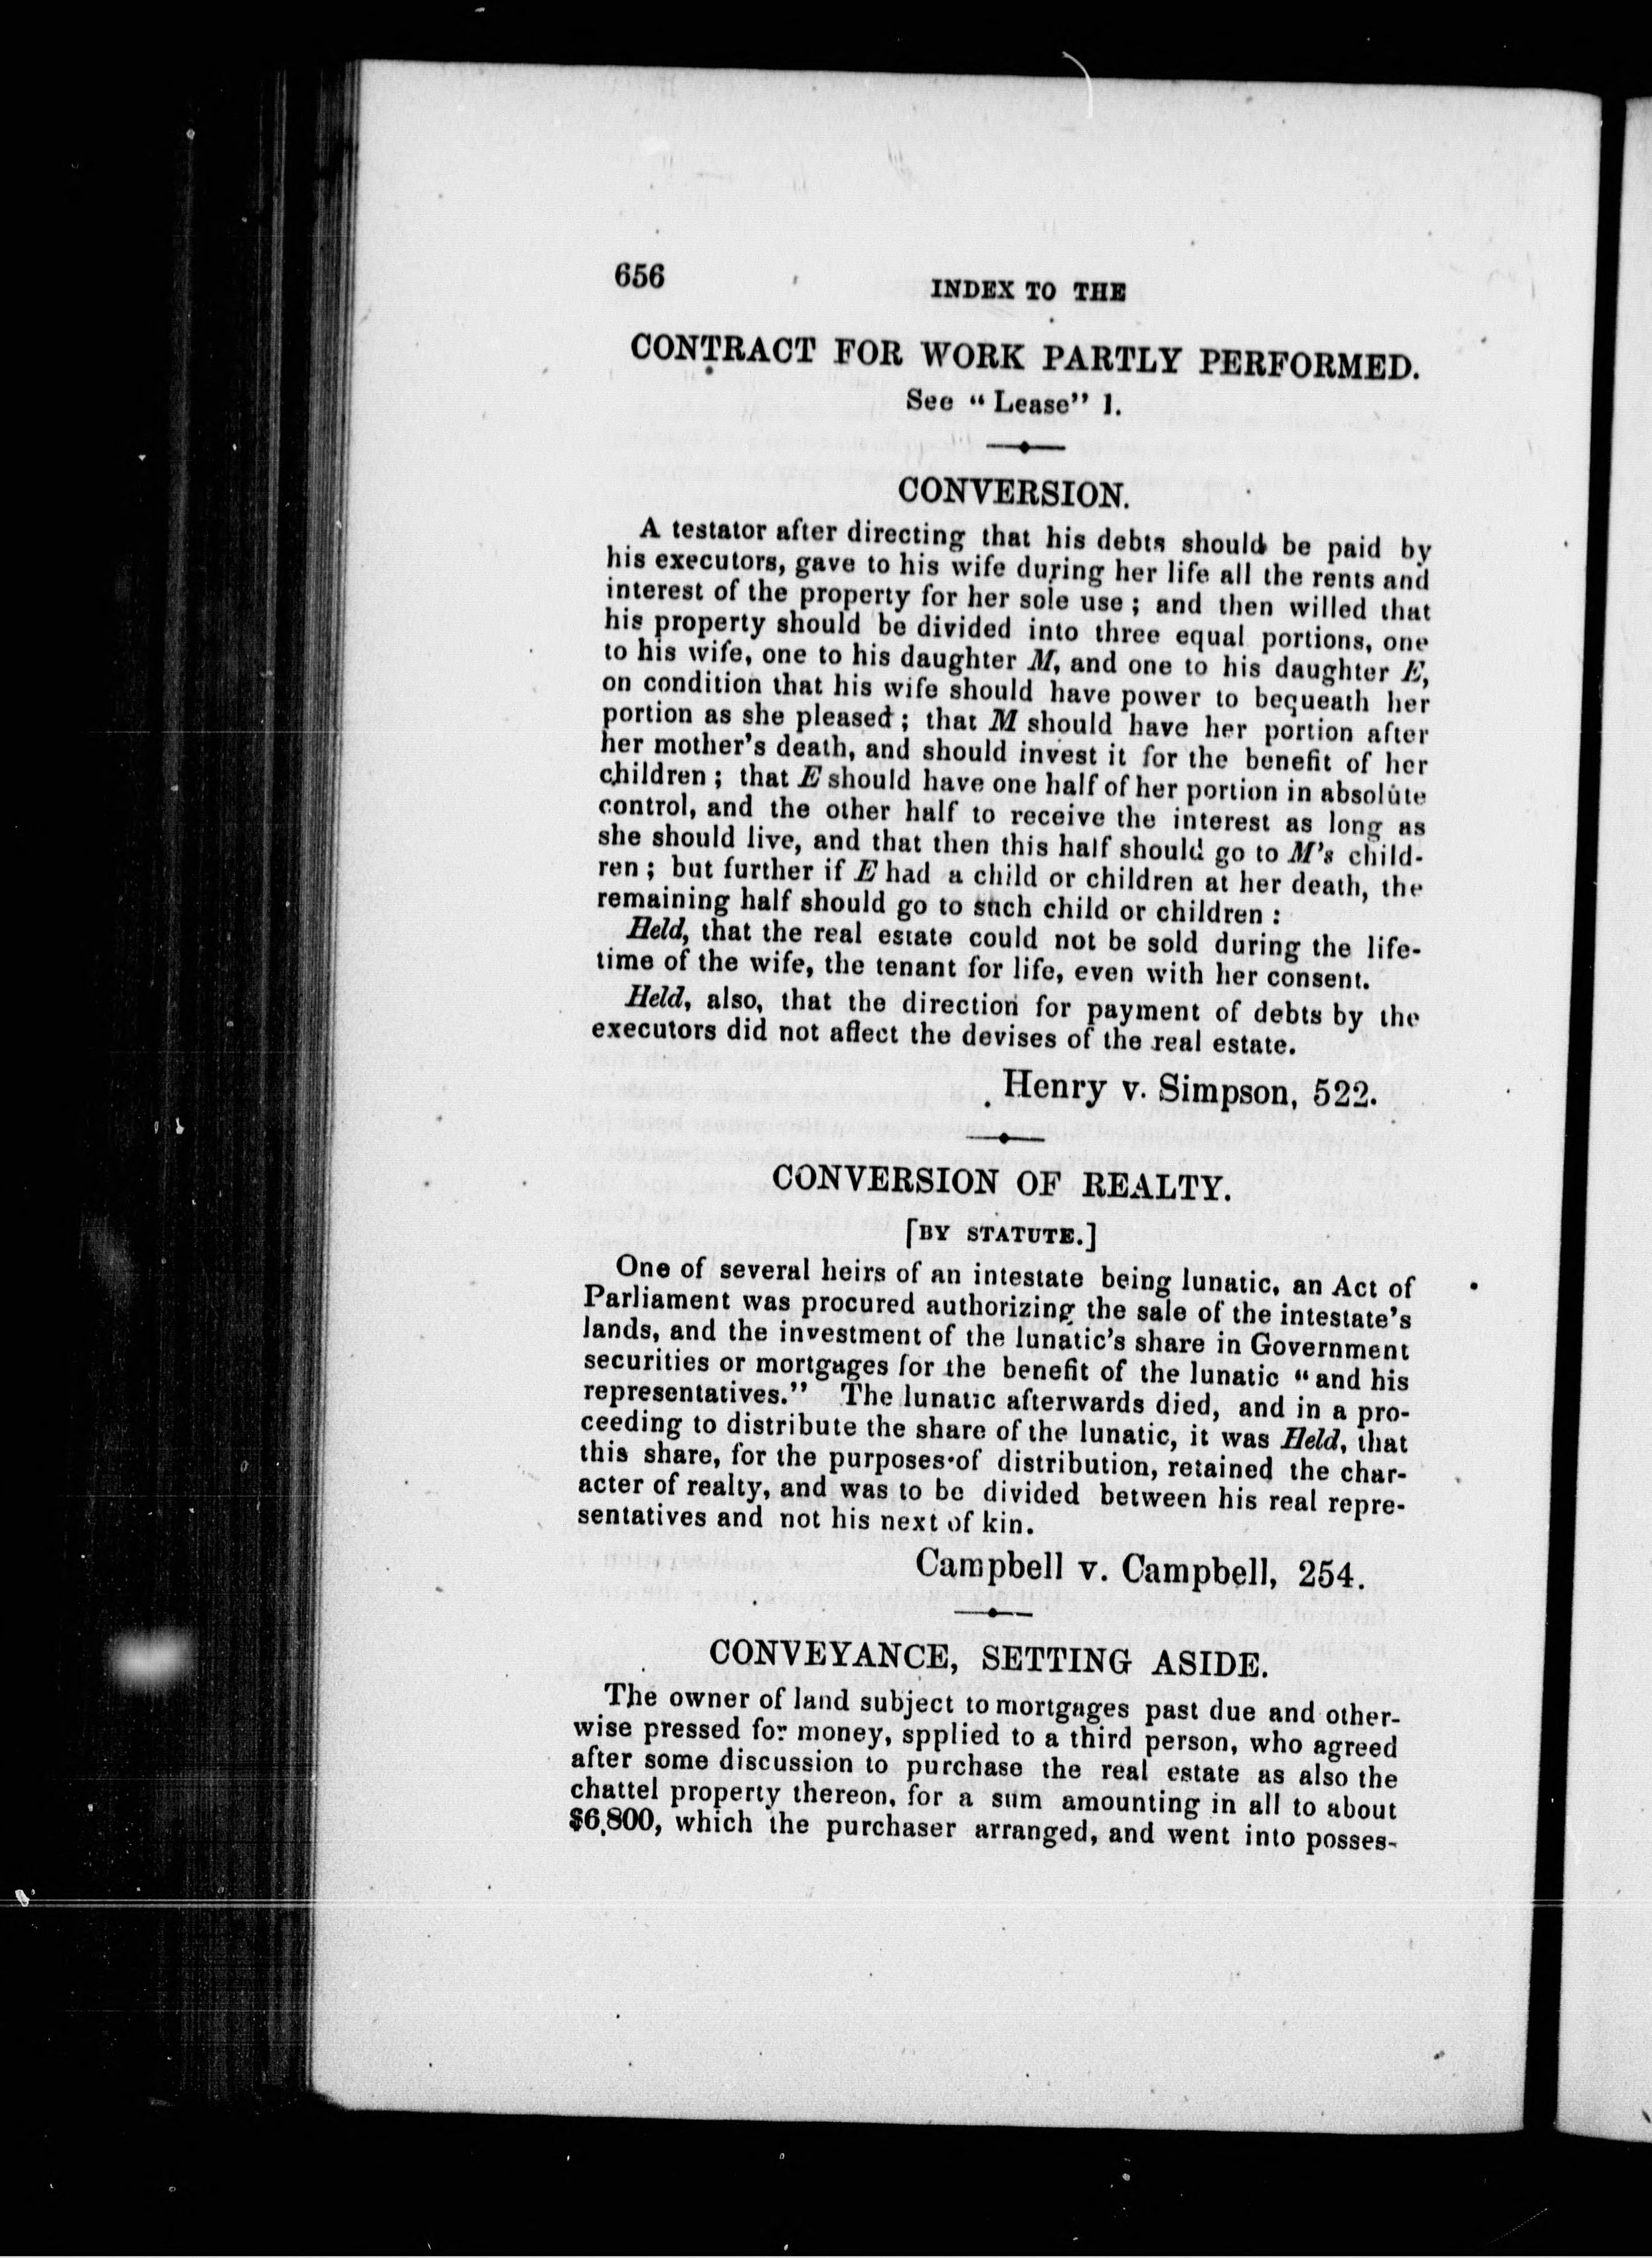 656
INDEX TO THE
CONTRACT FOR WORK PARTLY PERFORMED.
See "Lease" 1.
CONVERSION.
A testator after directing that his debts should be paid by
his executors, gave to his wife during her life all the rents and
interest of the property for her sole use; and then willed that
his property should be divided into three equal portions, one
to his wife, one to his daughter M, and one to his daughter E,
on condition that his wife should have power to bequeath her
portion as she pleased; that M should have her portion after
her mother's death, and should invest it for the benefit of her
children; that E should have one half of her portion in absolute
control, and the other half to receive the interest as long as
she should live, and that then this half should go to M's child-
ren; but further if E had a child or children at her death, the
remaining half should go to such child or children:
Held, that the real estate could not be sold during the life-
time of the wife, the tenant for life, even with her consent.
Held, also, that the direction for payment of debts by the
executors did not affect the devises of the real estate.
Henry v. Simpson, 522.
CONVERSION OF REALTY.
[BY STATUTE.]
One of several heirs of an intestate being lunatic, an Act of
Parliament was procured authorizing the sale of the intestate's
lands, and the investment of the lunatic's share in Government
securities or mortgages for the benefit of the lunatic "and his
representatives." The lunatic afterwards died, and in a pro-
ceeding to distribute the share of the lunatic, it was Held, that
this share, for the purposes of distribution, retained the char-
acter of realty, and was to be divided between his real repre-
sentatives and not his next of kin.
Campbell v. Campbell, 254.
CONVEYANCE, SETTING ASIDE.
The owner of land subject to mortgages past due and other-
wise pressed for money, spplied to a third person, who agreed
after some discussion to purchase the real estate as also the
chattel property thereon, for a sum amounting in all to about
$6,800, which the purchaser arranged, and went into posses-